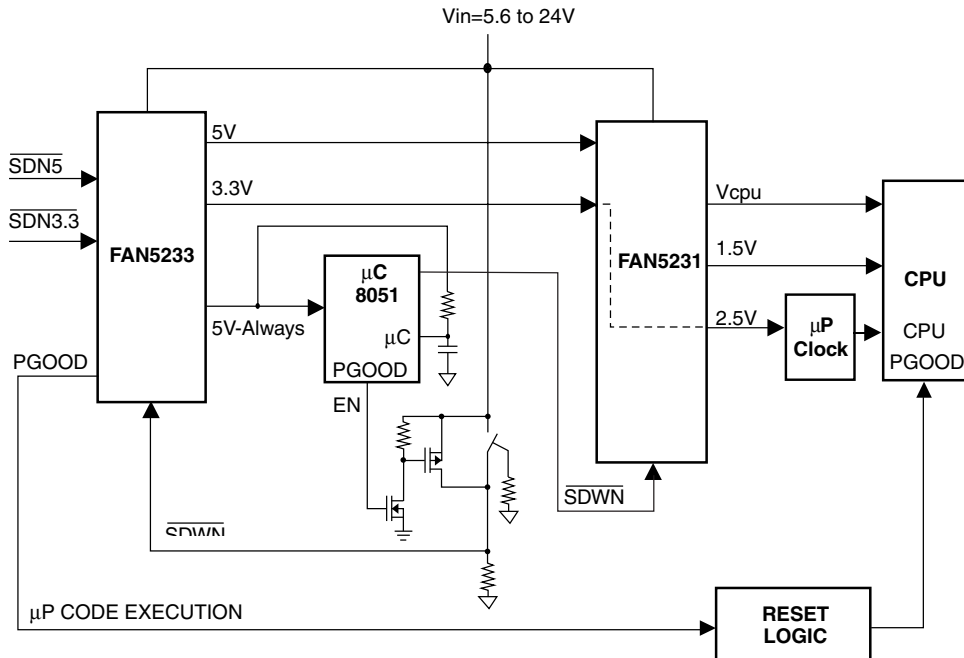 Vin=5.6 to 24V
5V
SDN5
3.3V
Vcpu
SDN3.3
FAN5233
FAN5231
1.5V
µC
8051
CPU
5V-Always
2.5V
µP
Clock
µC
CPU
PGOOD
PGOOD
PGOOD
EN
SDWN
SDWN
µP CODE EXECUTION
RESET
LOGIC